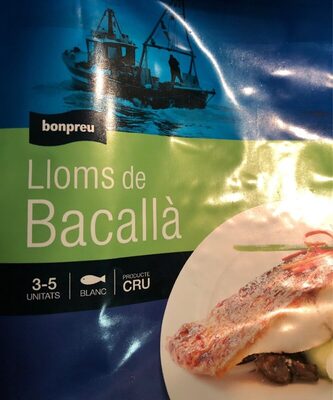 bonpreu
Lloms de
Bacallà
3-5
UNITATS
BLANC
PRODUCTE
CRU